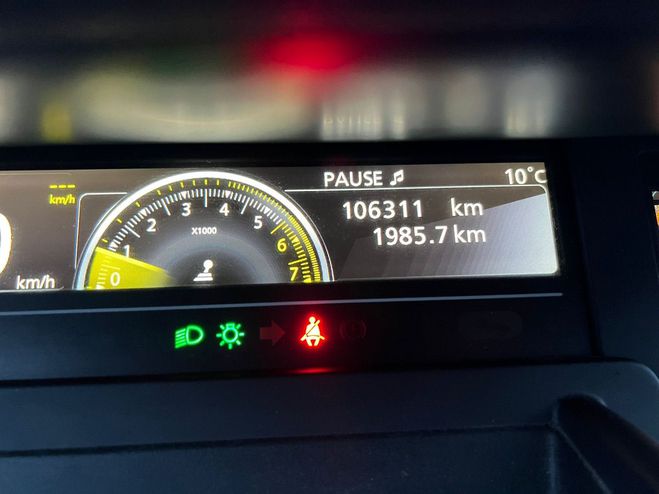 PAUSE 10°C
---
km/h
106311 km
1985.7 km
0 1 2 3 4 5 6 7
X1000
km/h